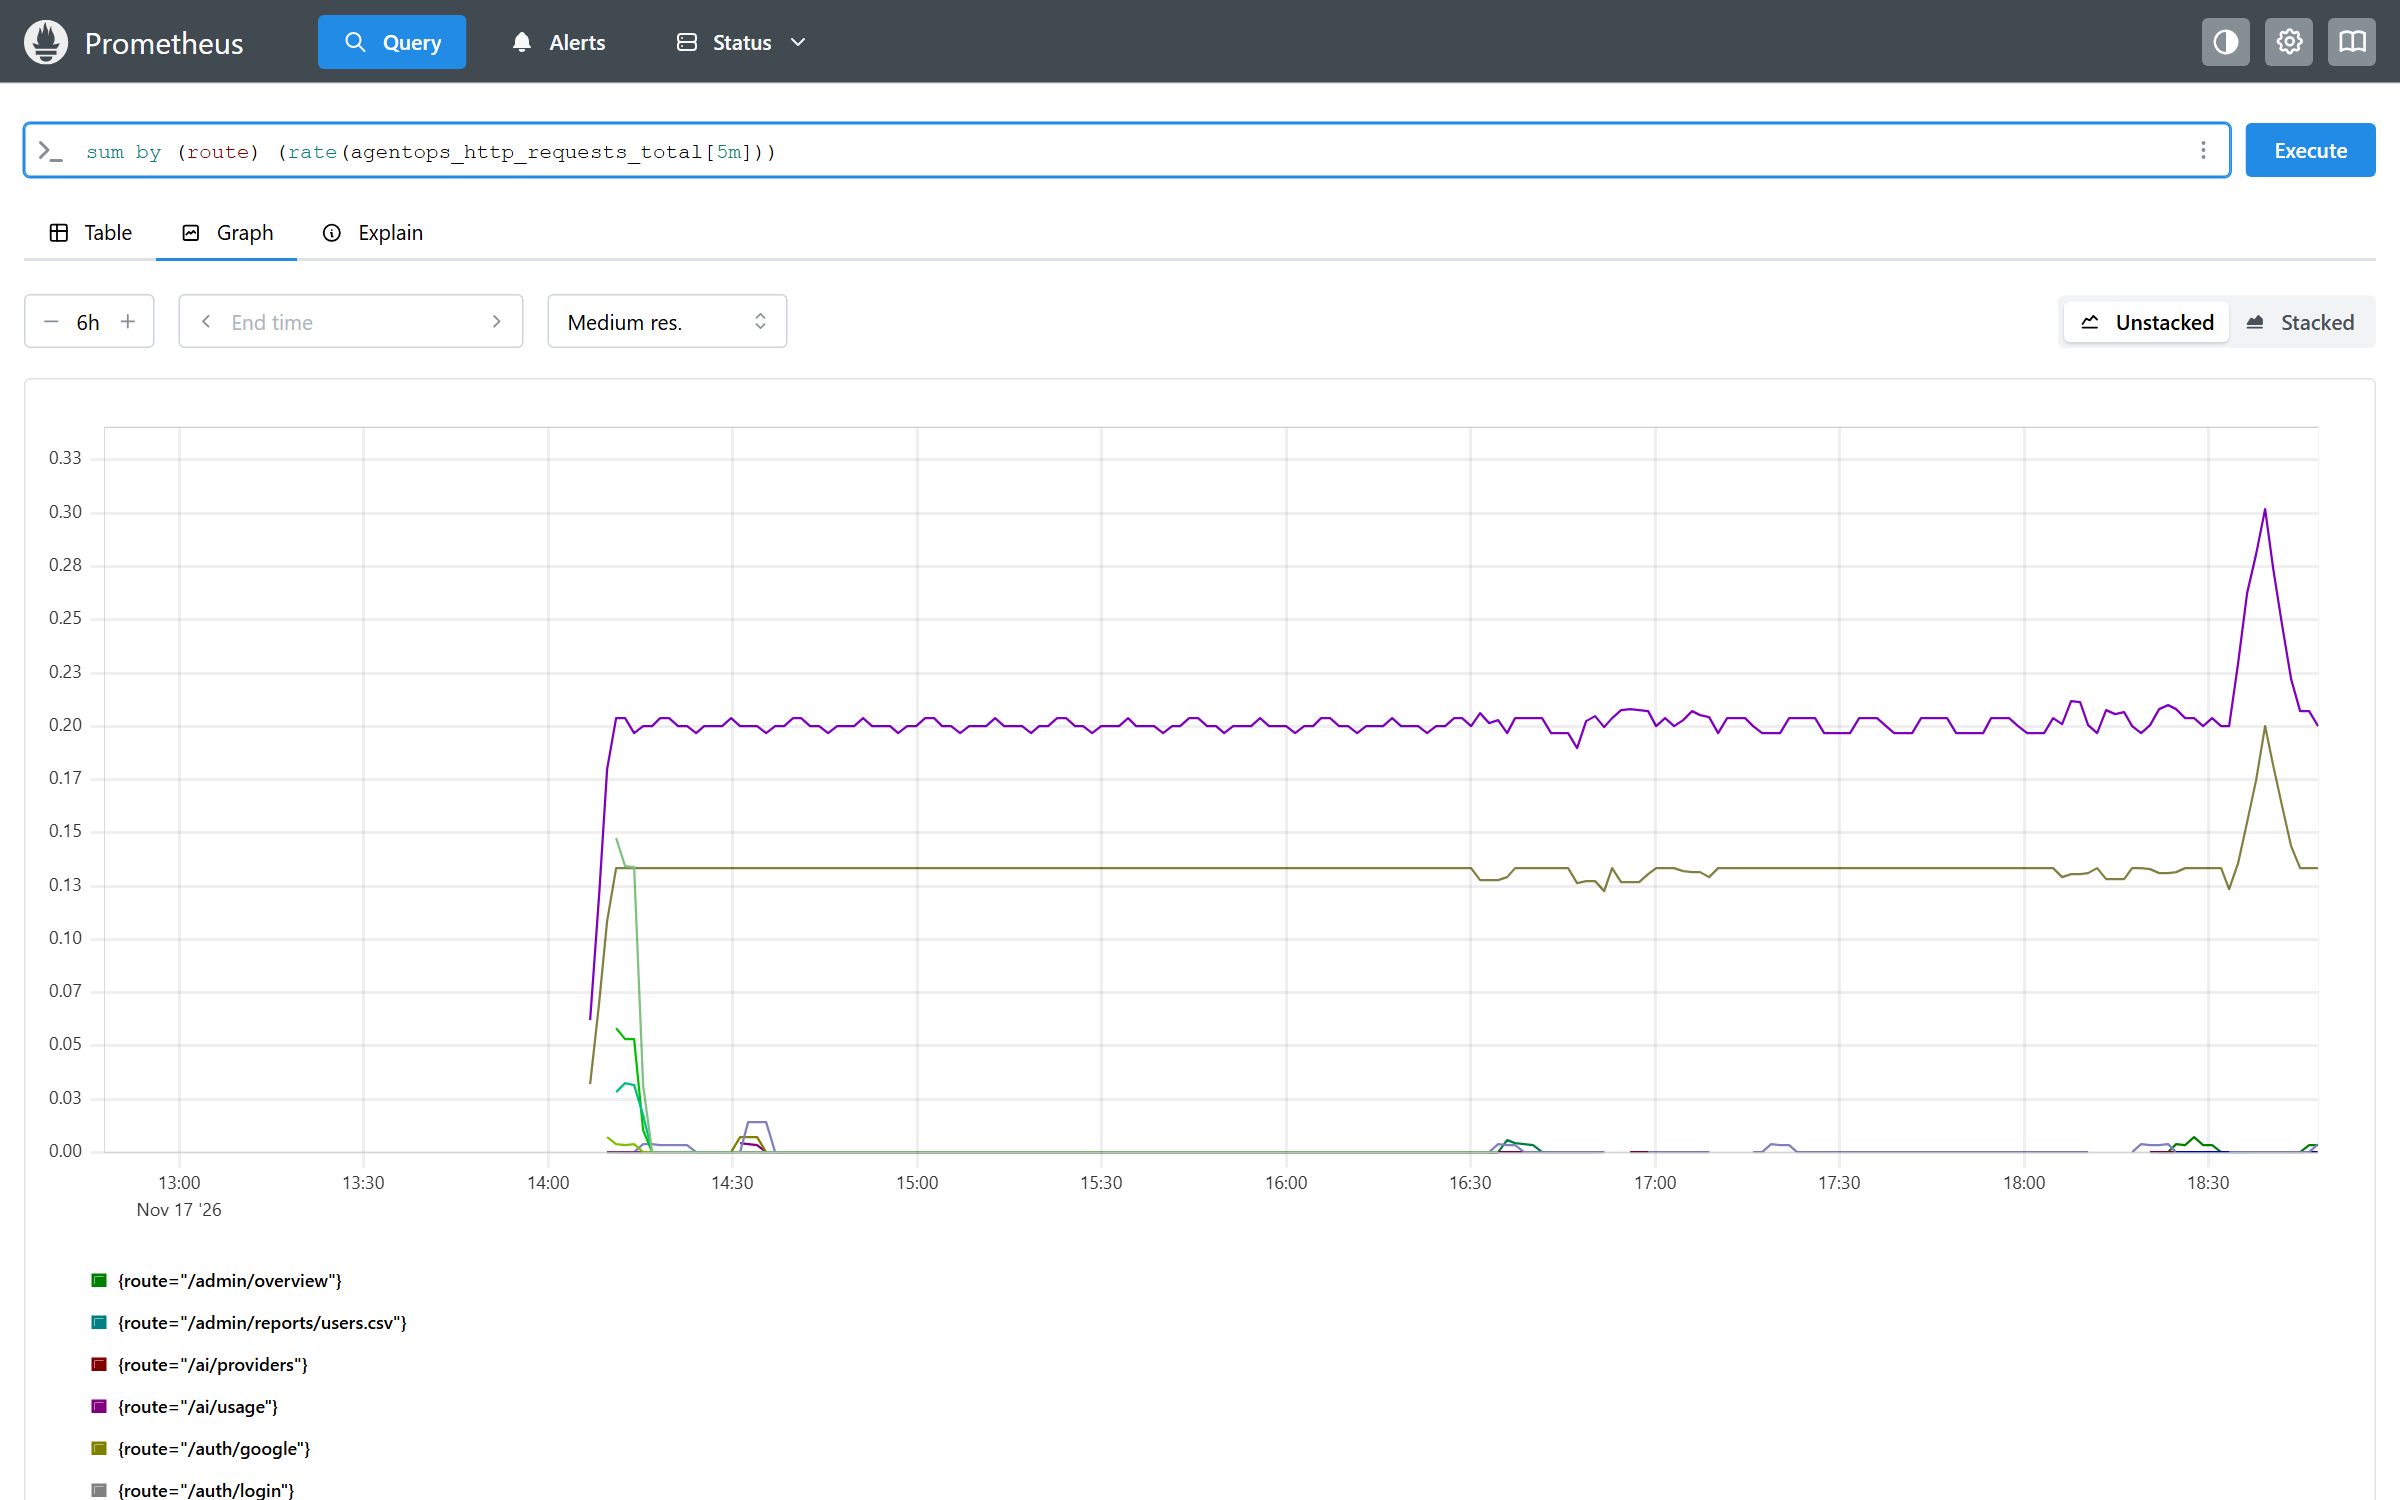 Prometheus
Query
Alerts
Status
sum by (route) (rate(agentops_http_requests_total[5m]))
Execute
Table
Graph
Explain
6h
End time
Medium res.
Unstacked
Stacked
0.33
0.30
0.28
0.25
0.23
0.20
0.17
0.15
0.13
0.10
0.07
0.05
0.03
0.00
13:00
13:30
14:00
14:30
15:00
15:30
16:00
16:30
17:00
17:30
18:00
18:30
Nov 17 '26
{route="/admin/overview"}
{route="/admin/reports/users.csv"}
{route="/ai/providers"}
{route="/ai/usage"}
{route="/auth/google"}
{route="/auth/login"}